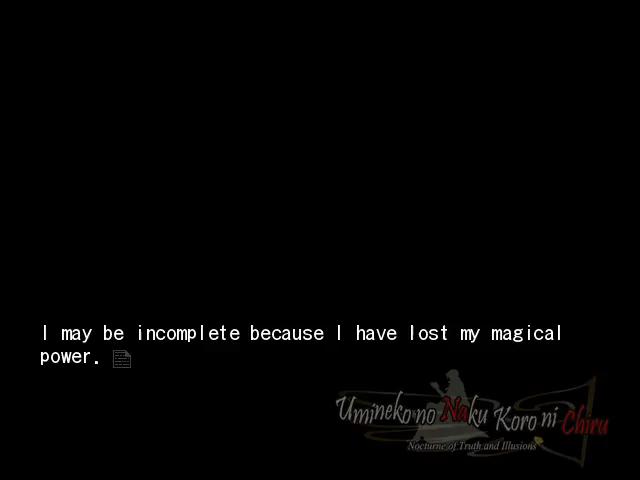 I may be incomplete because I have lost my magical
power.
Umineko no Naku Koro ni Chiru
Nocturne of Truth and Illusions